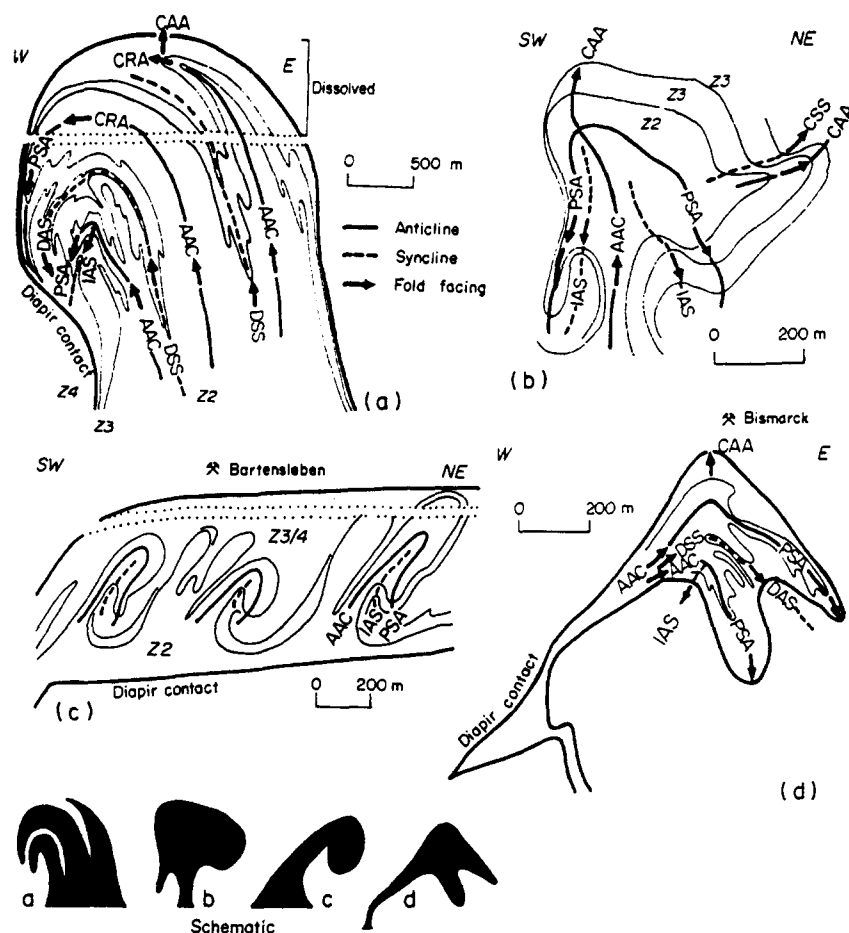 CAA
W
CRA
E
Dissolved
CRA
PSA
0 500 m
DAS
AAC
AAC
PSA
IAS
Anticline
Syncline
Fold facing
Diapir contact
AAC
DSS
DSS
Z4
Z3
Z2
(a)
SW
CAA
NE
Z3
Z3
Z2
CSS
CAA
PSA
PSA
AAC
IAS
IAS
0 200 m
(b)
SW
Bartensleben
NE
Z3/4
Z2
AAC
IAS
PSA
Diapir contact
0 200 m
(c)
Bismarck
W
CAA
E
0 200 m
DSS
AAC
AAC
PSA
DAS
IAS
PSA
Diapir contact
(d)
a
b
c
d
Schematic